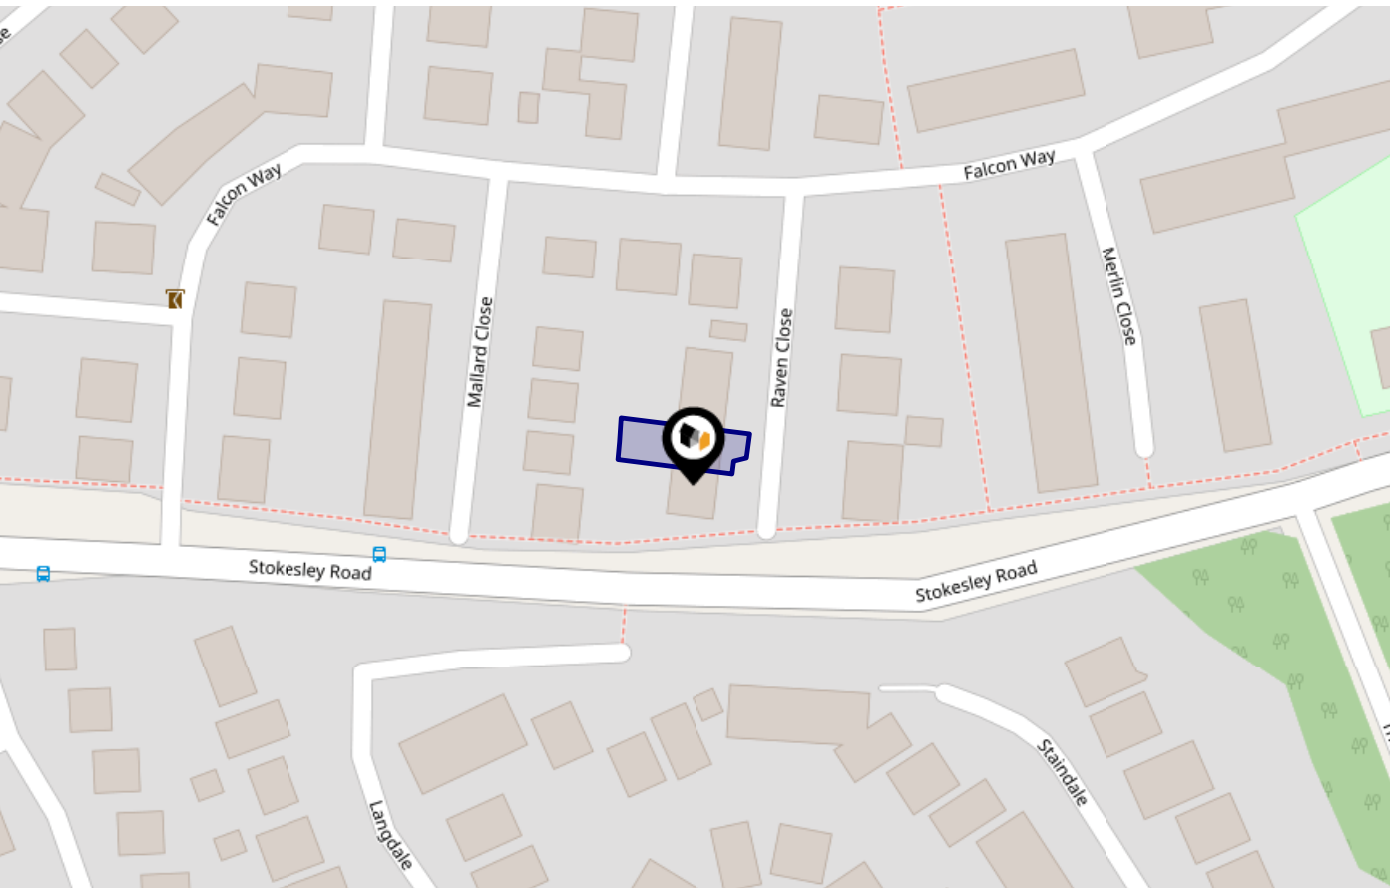 Falcon Way
Falcon Way
Mallard Close
Raven Close
Merlin Close
Stokesley Road
Stokesley Road
Langdale
Staindale